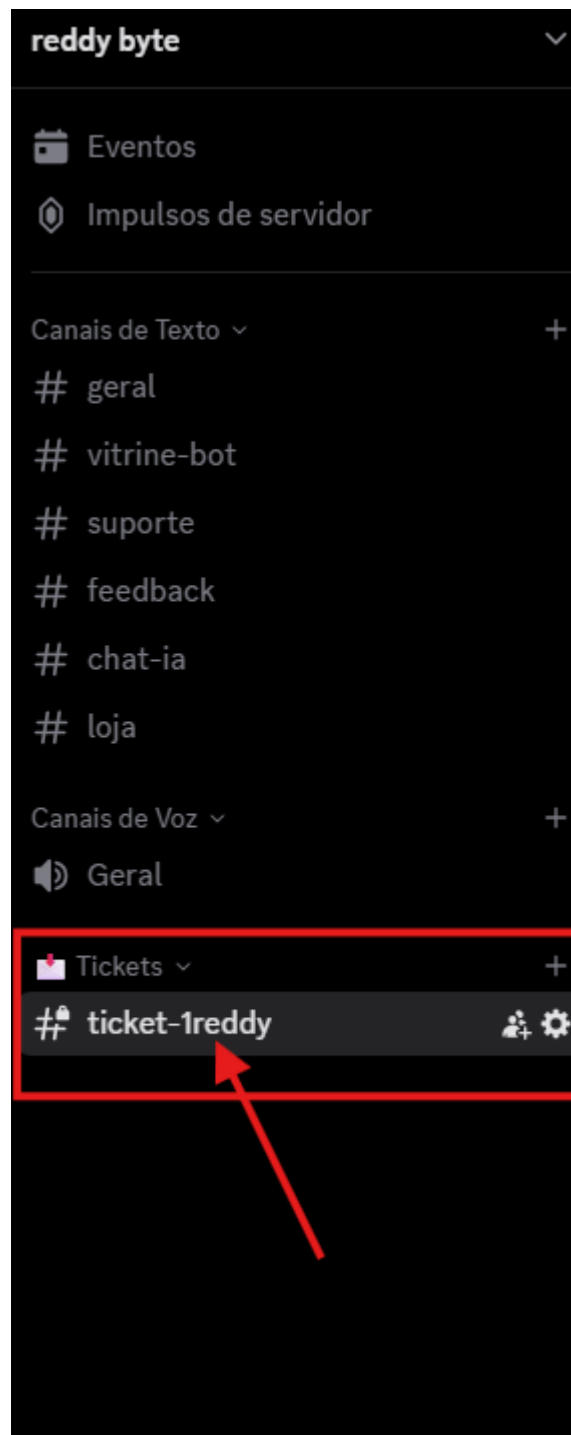 reddy byte
Eventos
Impulsos de servidor
Canais de Texto
geral
vitrine-bot
suporte
feedback
chat-ia
loja
Canais de Voz
Geral
Tickets
ticket-1reddy